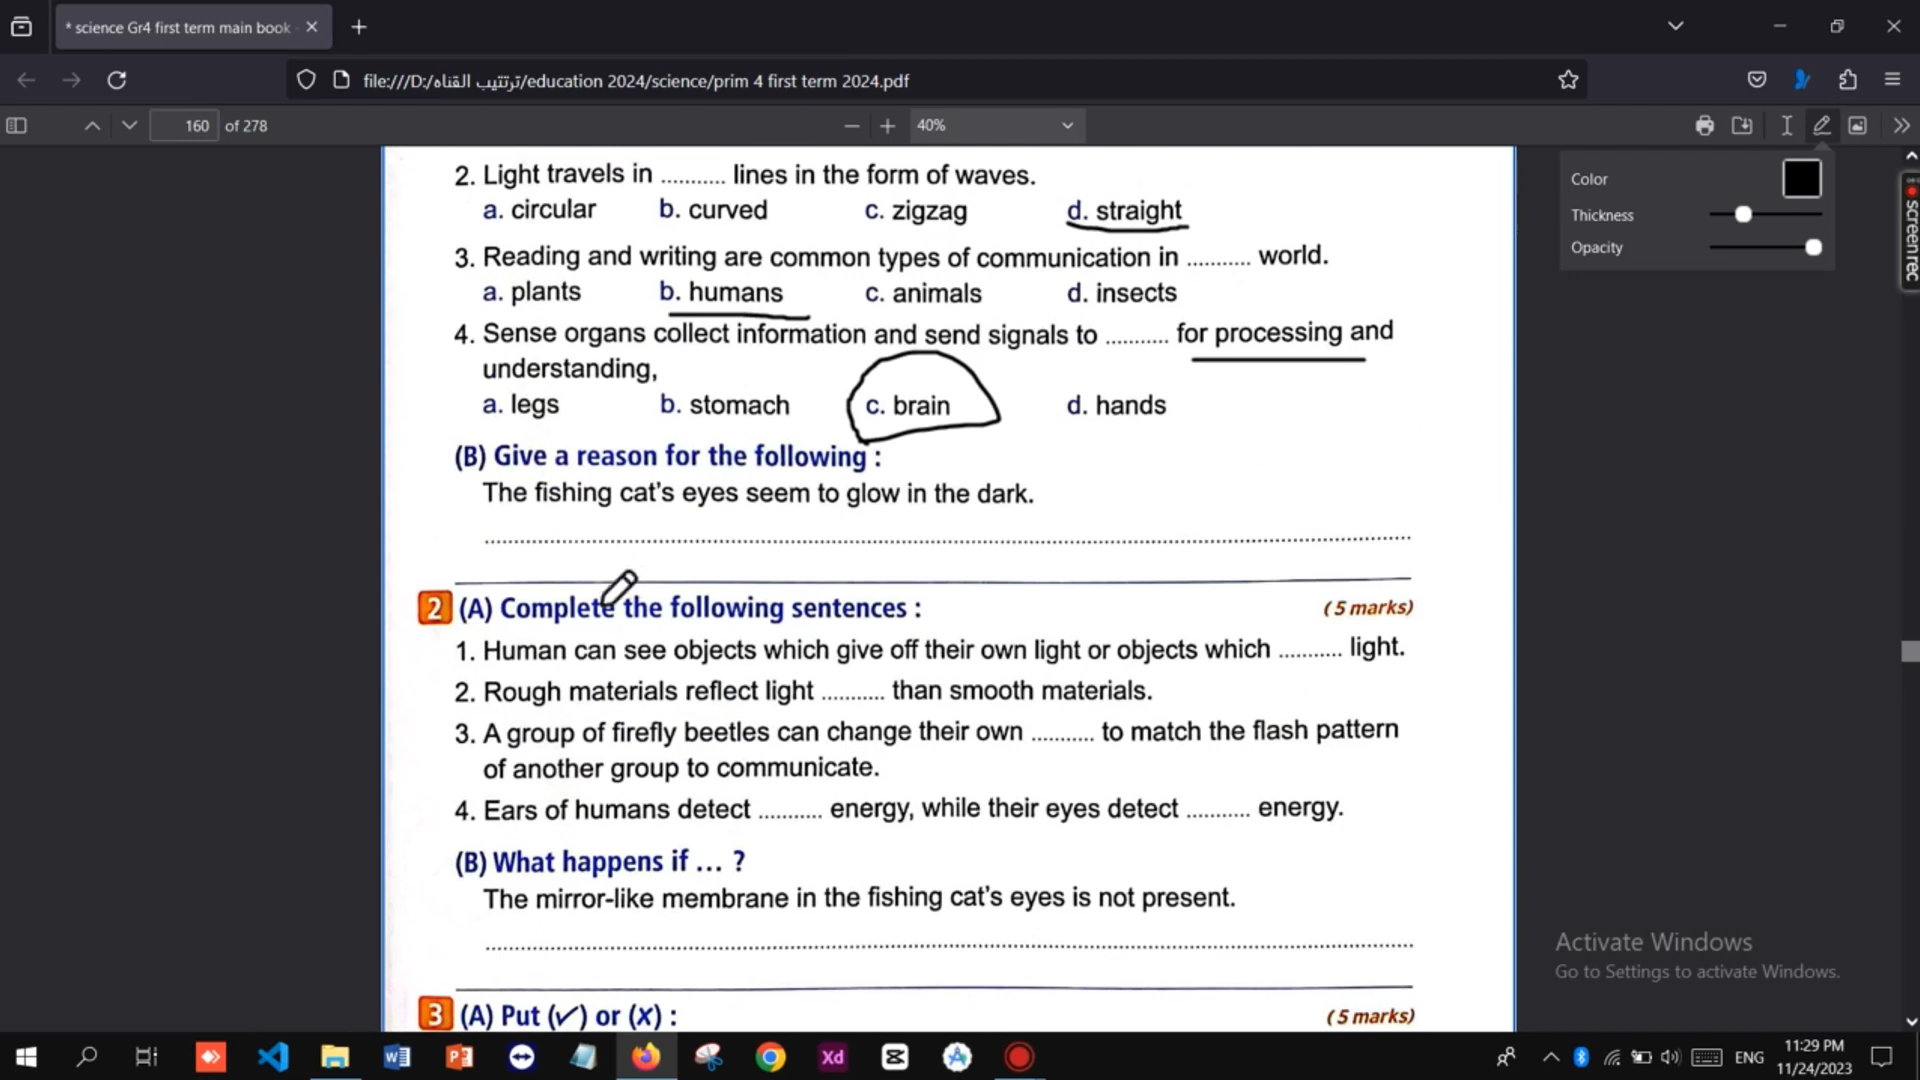 * science Gr4 first term main book
file:///D:/ترتتيب القناه/education 2024/science/prim 4 first term 2024.pdf
160 of 278
40%
Color
Thickness
Opacity
screenrec
2. Light travels in .......... lines in the form of waves.
a. circular b. curved c. zigzag d. straight
3. Reading and writing are common types of communication in .......... world.
a. plants b. humans c. animals d. insects
4. Sense organs collect information and send signals to .......... for processing and
understanding,
a. legs b. stomach c. brain d. hands
(B) Give a reason for the following :
The fishing cat's eyes seem to glow in the dark.
2 (A) Complete the following sentences : (5 marks)
1. Human can see objects which give off their own light or objects which .......... light.
2. Rough materials reflect light .......... than smooth materials.
3. A group of firefly beetles can change their own .......... to match the flash pattern
of another group to communicate.
4. Ears of humans detect .......... energy, while their eyes detect .......... energy.
(B) What happens if ... ?
The mirror-like membrane in the fishing cat's eyes is not present.
3 (A) Put (✓) or (x) : (5 marks)
Activate Windows
Go to Settings to activate Windows.
Xd
ENG
11:29 PM
11/24/2023